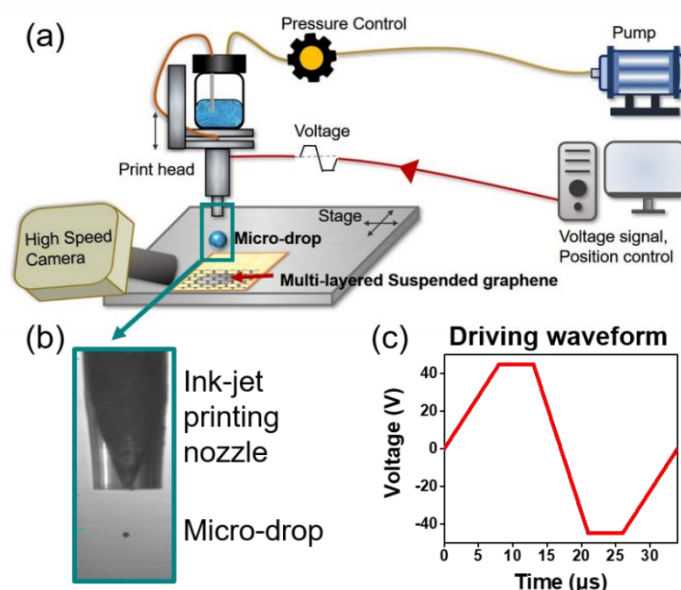 (a)
Pressure Control
Pump
Voltage
Print head
Stage
High Speed
Camera
Micro-drop
Voltage signal,
Position control
Multi-layered Suspended graphene
(b)
Ink-jet
printing
nozzle
Micro-drop
(c)
Driving waveform
Voltage (V)
40
20
0
-20
-40
0 5 10 15 20 25 30
Time (µs)